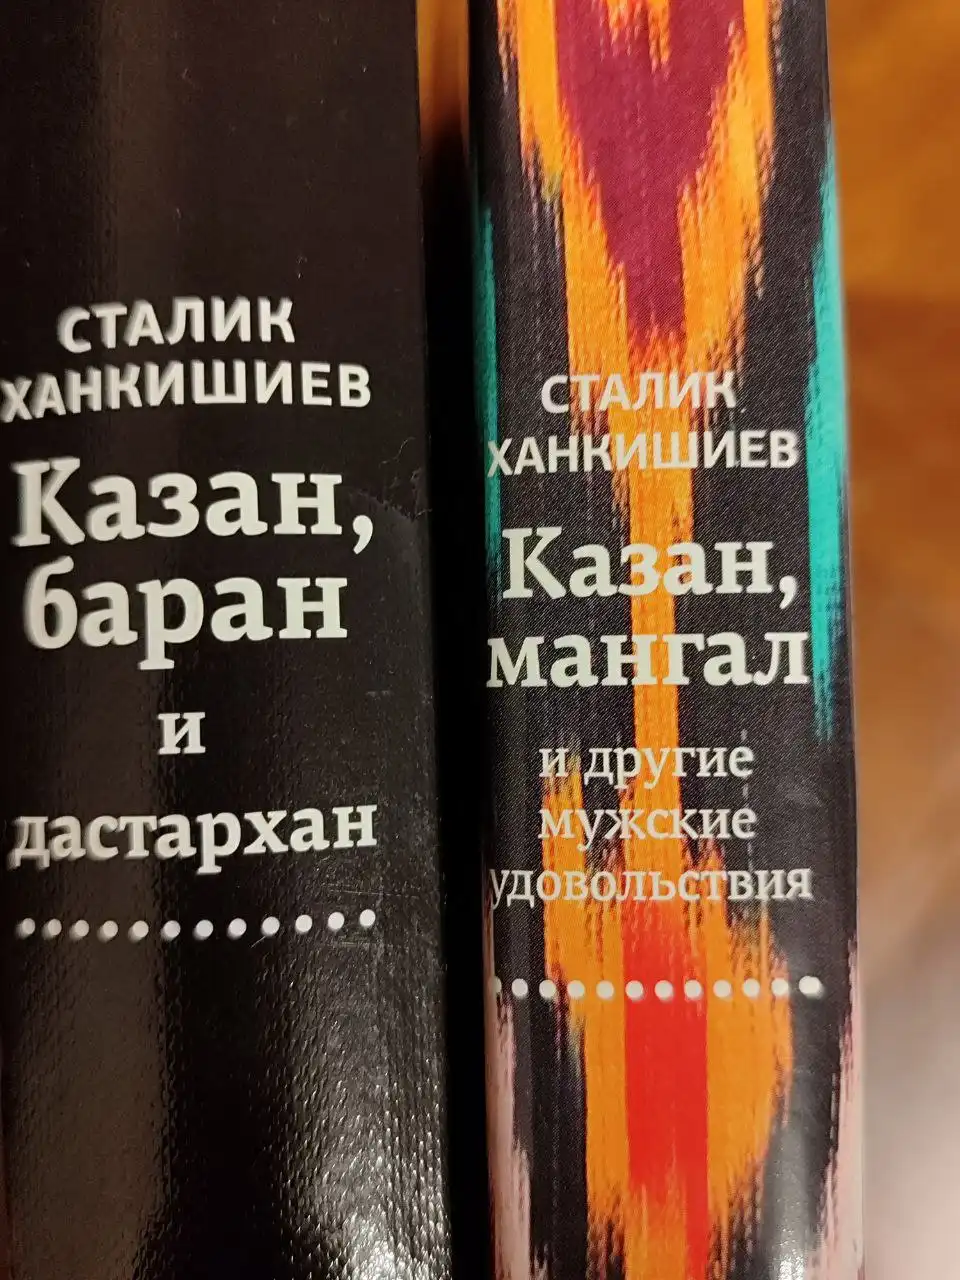 СТАЛИК
ХАНКИШИЕВ
Казан,
баран
и
дастархан
СТАЛИК
ХАНКИШИЕВ
Казан,
мангал
и другие
мужские
удовольствия